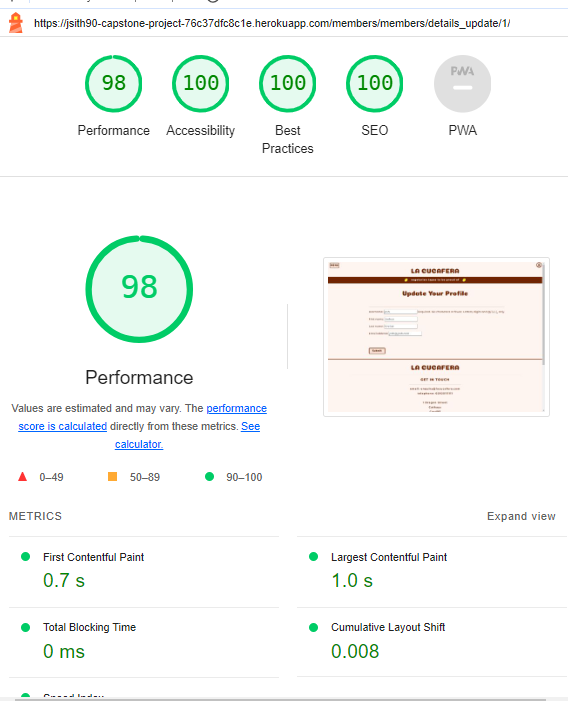 https://jsith90-capstone-project-76c37dfc8c1e.herokuapp.com/members/members/details_update/1/
98
100
100
100
PWA
Performance
Accessibility
Best
Practices
SEO
PWA
98
Performance
Values are estimated and may vary. The performance
score is calculated directly from these metrics. See
calculator.
0–49
50–89
90–100
LA CUCAFERA
Update Your Profile
LA CUCAFERA
GET IN TOUCH
METRICS
Expand view
First Contentful Paint
0.7 s
Largest Contentful Paint
1.0 s
Total Blocking Time
0 ms
Cumulative Layout Shift
0.008
Speed Index